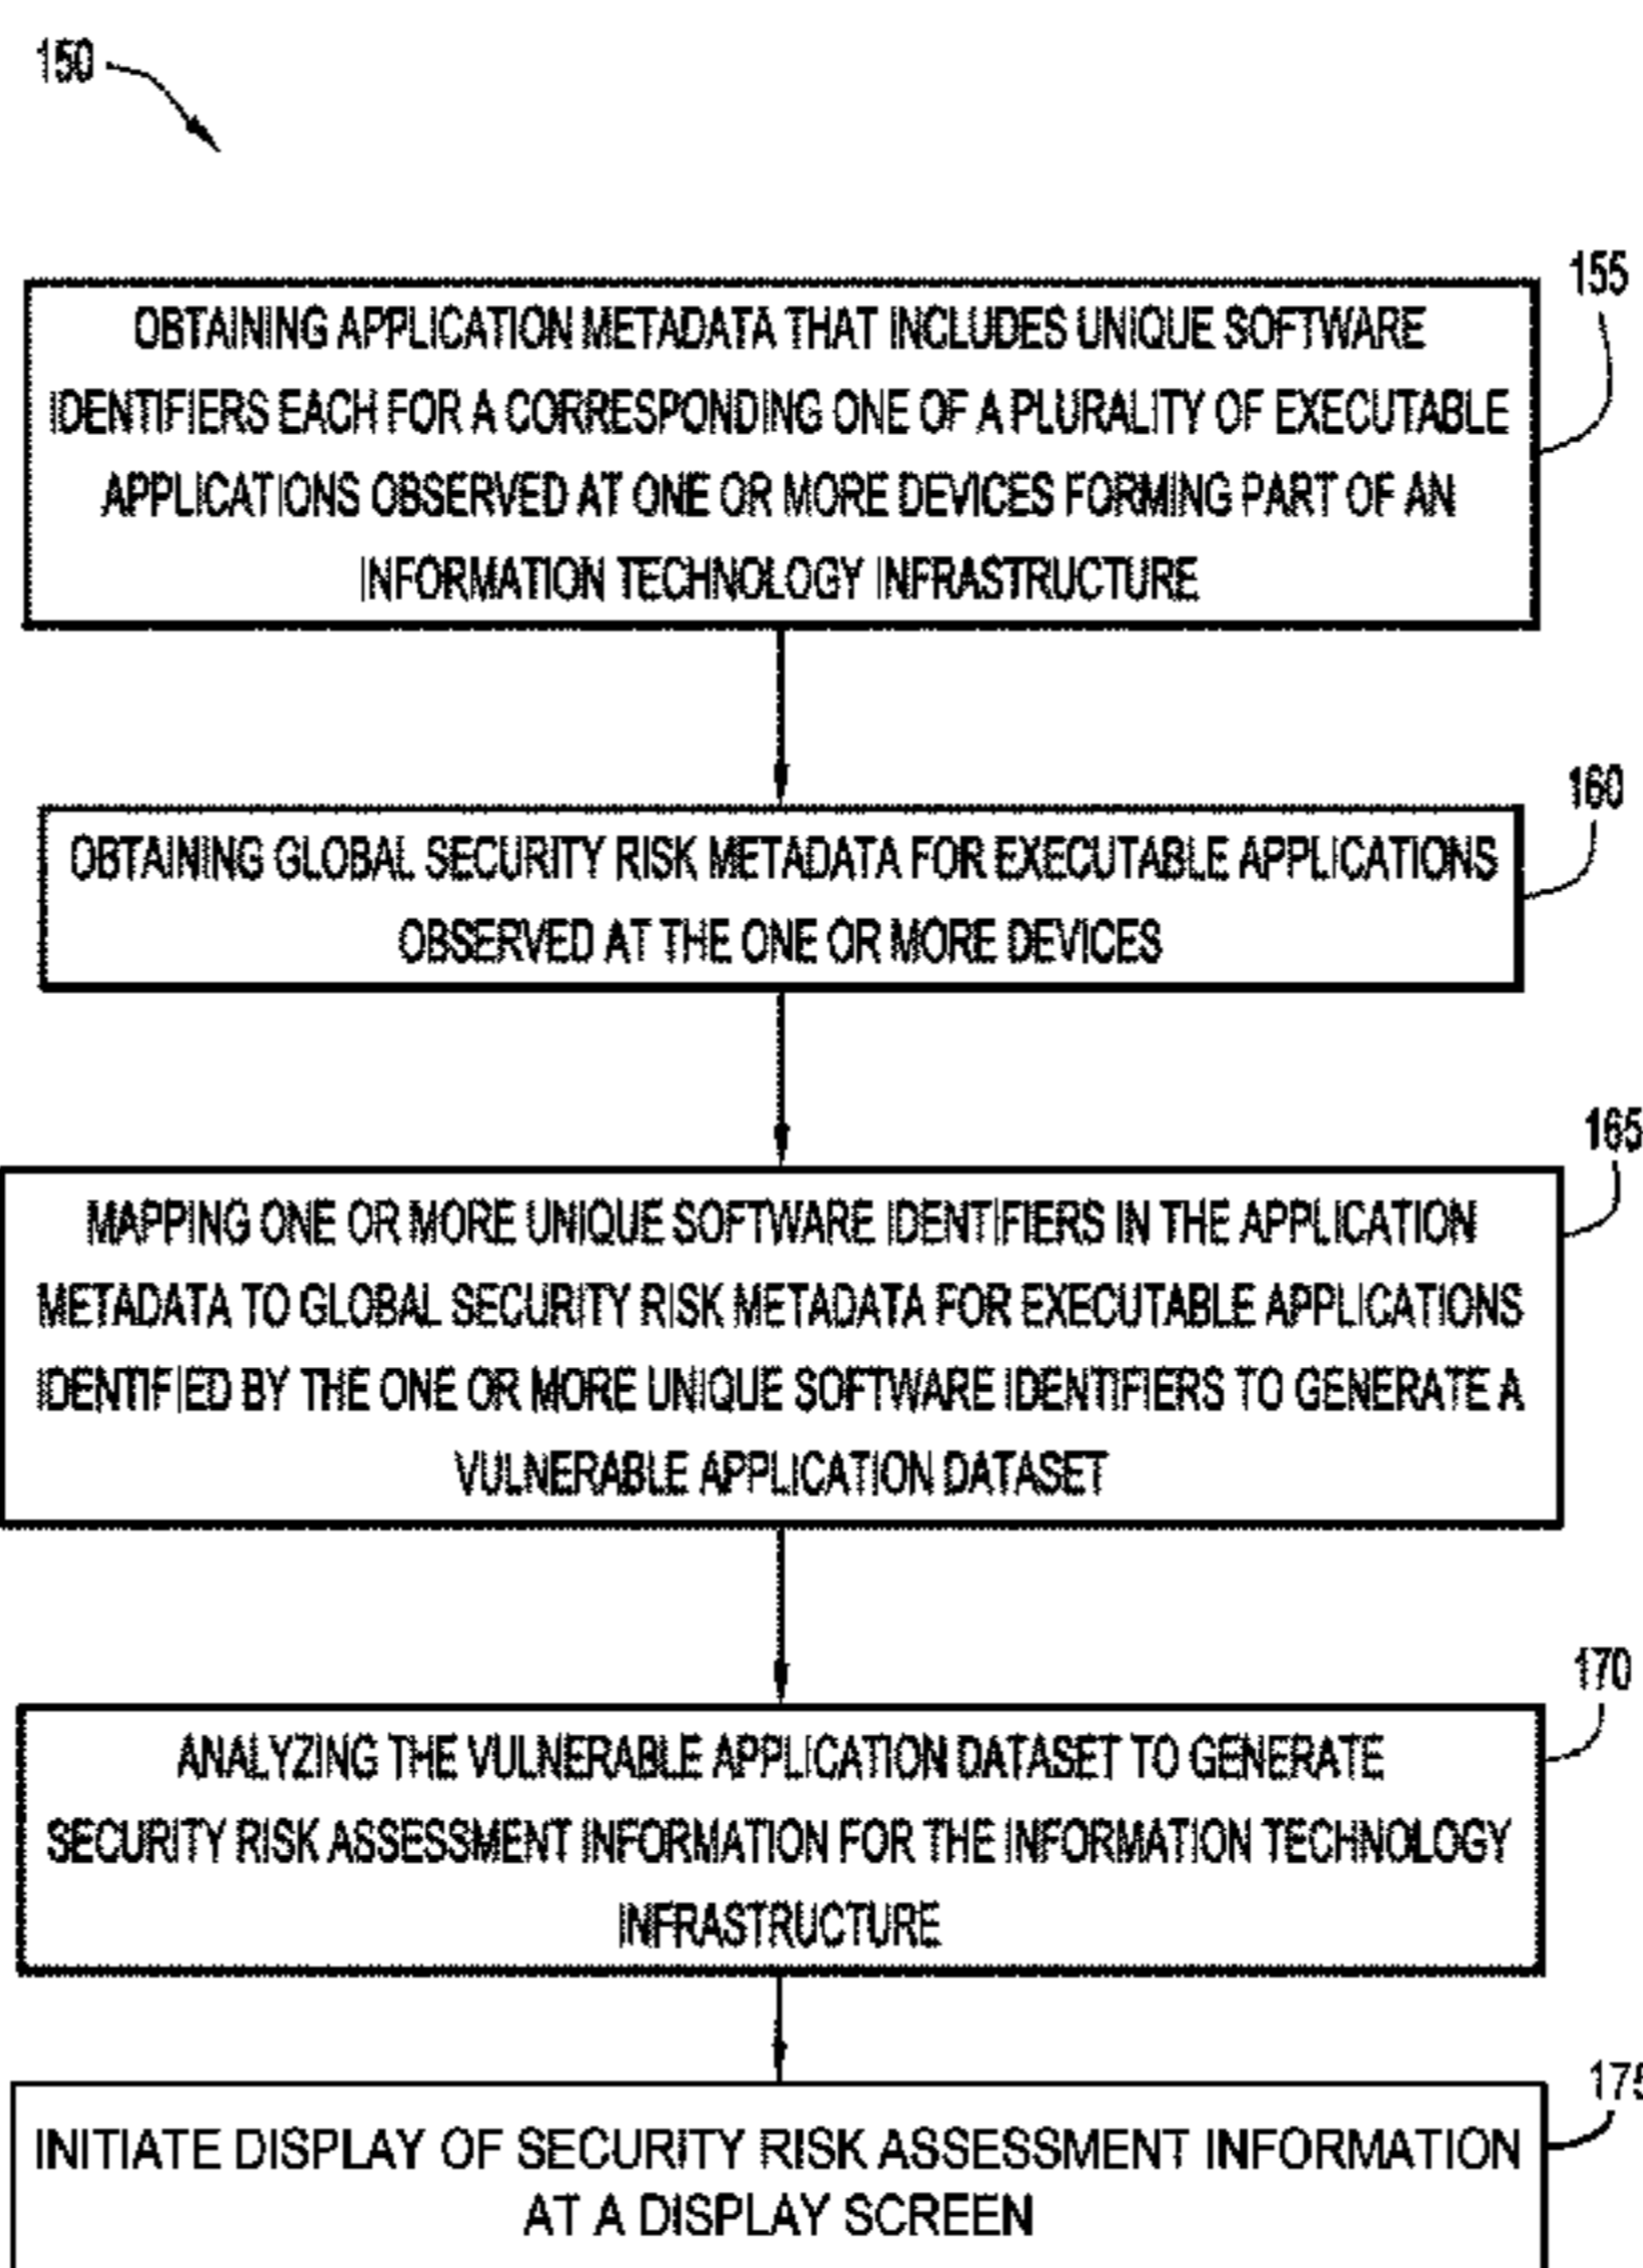 150
155
OBTAINING APPLICATION METADATA THAT INCLUDES UNIQUE SOFTWARE
IDENTIFIERS EACH FOR A CORRESPONDING ONE OF A PLURALITY OF EXECUTABLE
APPLICATIONS OBSERVED AT ONE OR MORE DEVICES FORMING PART OF AN
INFORMATION TECHNOLOGY INFRASTRUCTURE
160
OBTAINING GLOBAL SECURITY RISK METADATA FOR EXECUTABLE APPLICATIONS
OBSERVED AT THE ONE OR MORE DEVICES
165
MAPPING ONE OR MORE UNIQUE SOFTWARE IDENTIFIERS IN THE APPLICATION
METADATA TO GLOBAL SECURITY RISK METADATA FOR EXECUTABLE APPLICATIONS
IDENTIFIED BY THE ONE OR MORE UNIQUE SOFTWARE IDENTIFIERS TO GENERATE A
VULNERABLE APPLICATION DATASET
170
ANALYZING THE VULNERABLE APPLICATION DATASET TO GENERATE
SECURITY RISK ASSESSMENT INFORMATION FOR THE INFORMATION TECHNOLOGY
INFRASTRUCTURE
175
INITIATE DISPLAY OF SECURITY RISK ASSESSMENT INFORMATION
AT A DISPLAY SCREEN